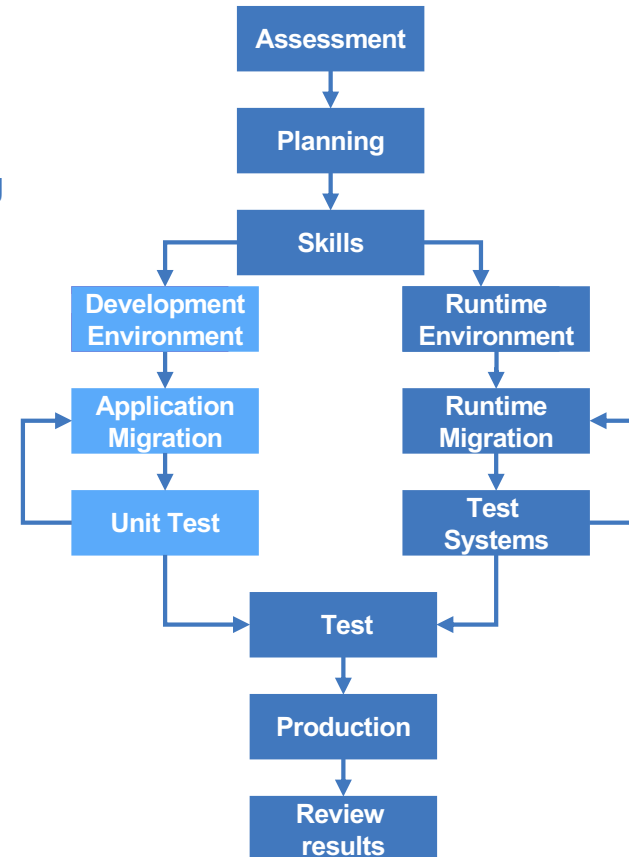 Assessment
Planning
Skills
Development
Environment
Runtime
Environment
Application
Migration
Runtime
Migration
Unit Test
Test
Systems
Test
Production
Review
results